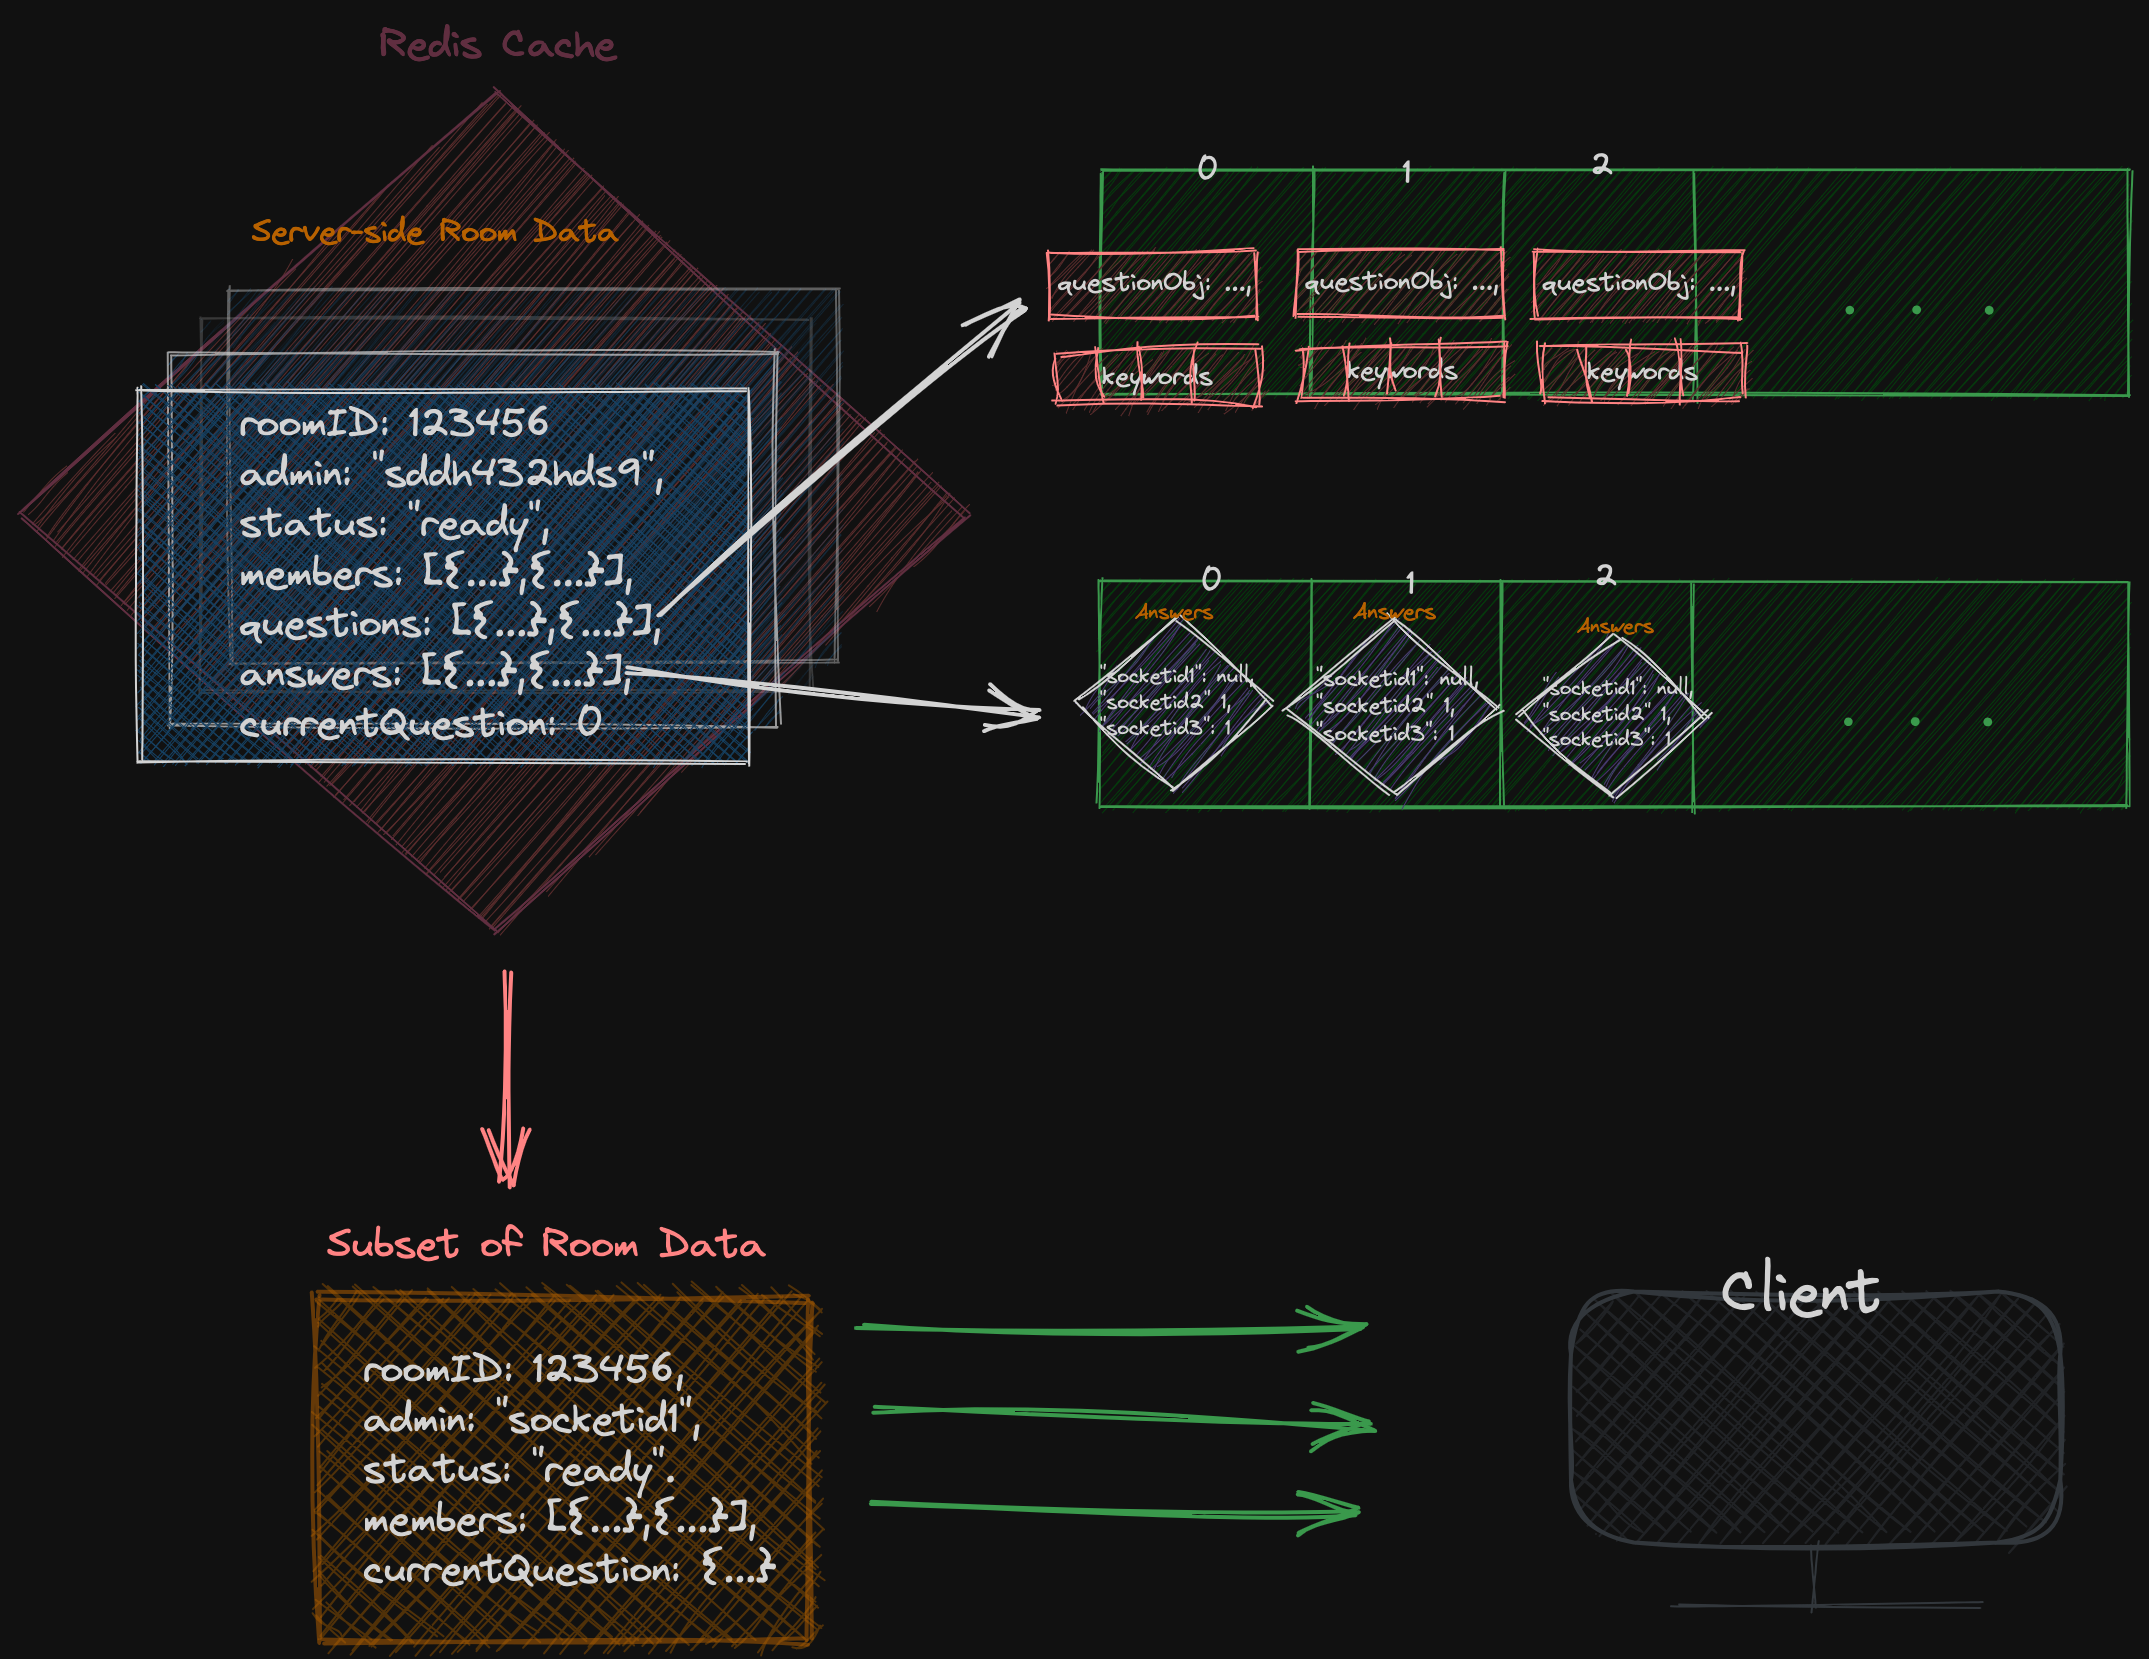 Redis Cache
Server-side Room Data
roomID: 123456
admin: "sddh432hds9",
status: "ready",
members: [{...},{...}],
questions: [{...},{...}],
answers: [{...},{...}],
currentQuestion: 0
0 1 2
questionObj: ..., questionObj: ..., questionObj: ...,
keywords keywords keywords
0 1 2
Answers Answers Answers
"socketid1": null,
"socketid2" 1,
"socketid3": 1
"socketid1": null,
"socketid2" 1,
"socketid3": 1
"socketid1": null,
"socketid2" 1,
"socketid3": 1
Subset of Room Data
roomID: 123456,
admin: "socketid1",
status: "ready".
members: [{...},{...}],
currentQuestion: {...}
Client